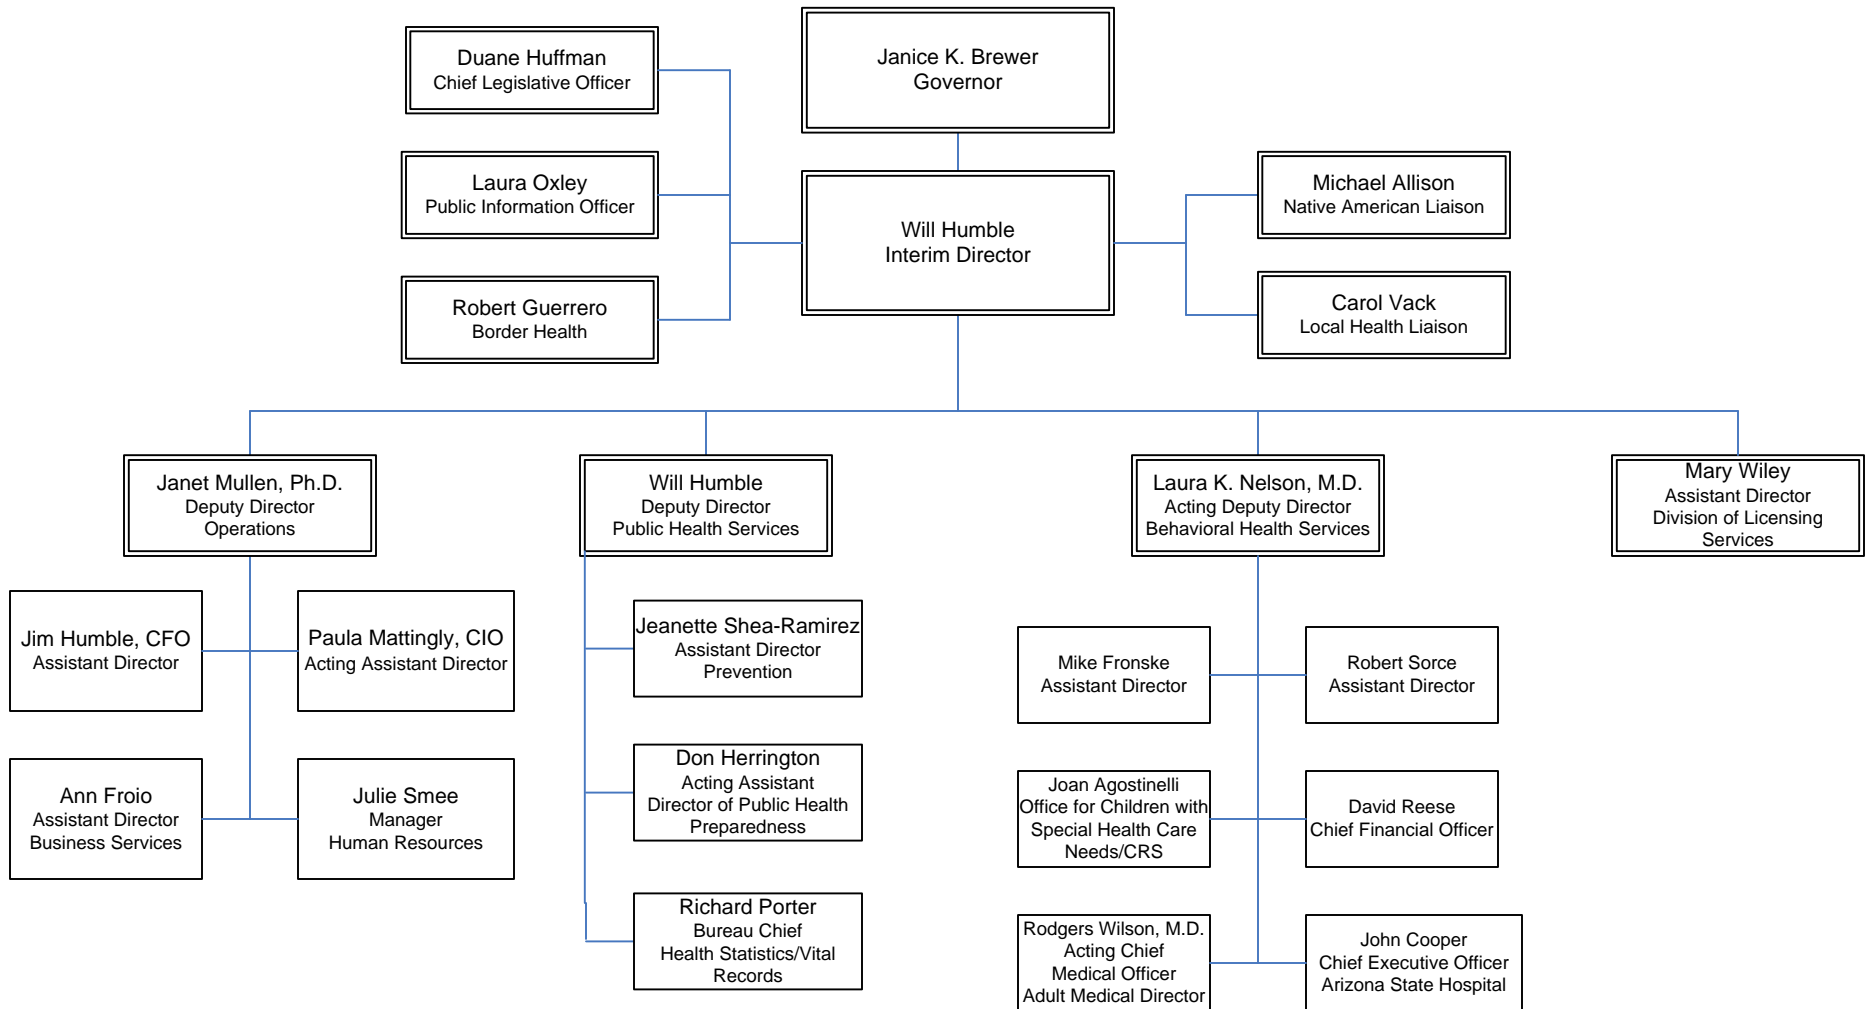 Duane Huffman
Chief Legislative Officer
Janice K. Brewer
Governor
Laura Oxley
Public Information Officer
Will Humble
Interim Director
Michael Allison
Native American Liaison
Robert Guerrero
Border Health
Carol Vack
Local Health Liaison
Janet Mullen, Ph.D.
Deputy Director
Operations
Will Humble
Deputy Director
Public Health Services
Laura K. Nelson, M.D.
Acting Deputy Director
Behavioral Health Services
Mary Wiley
Assistant Director
Division of Licensing
Services
Jim Humble, CFO
Assistant Director
Paula Mattingly, CIO
Acting Assistant Director
Ann Froio
Assistant Director
Business Services
Julie Smee
Manager
Human Resources
Jeanette Shea-Ramirez
Assistant Director
Prevention
Don Herrington
Acting Assistant
Director of Public Health
Preparedness
Richard Porter
Bureau Chief
Health Statistics/Vital
Records
Mike Fronske
Assistant Director
Robert Sorce
Assistant Director
Joan Agostinelli
Office for Children with
Special Health Care
Needs/CRS
David Reese
Chief Financial Officer
Rodgers Wilson, M.D.
Acting Chief
Medical Officer
Adult Medical Director
John Cooper
Chief Executive Officer
Arizona State Hospital